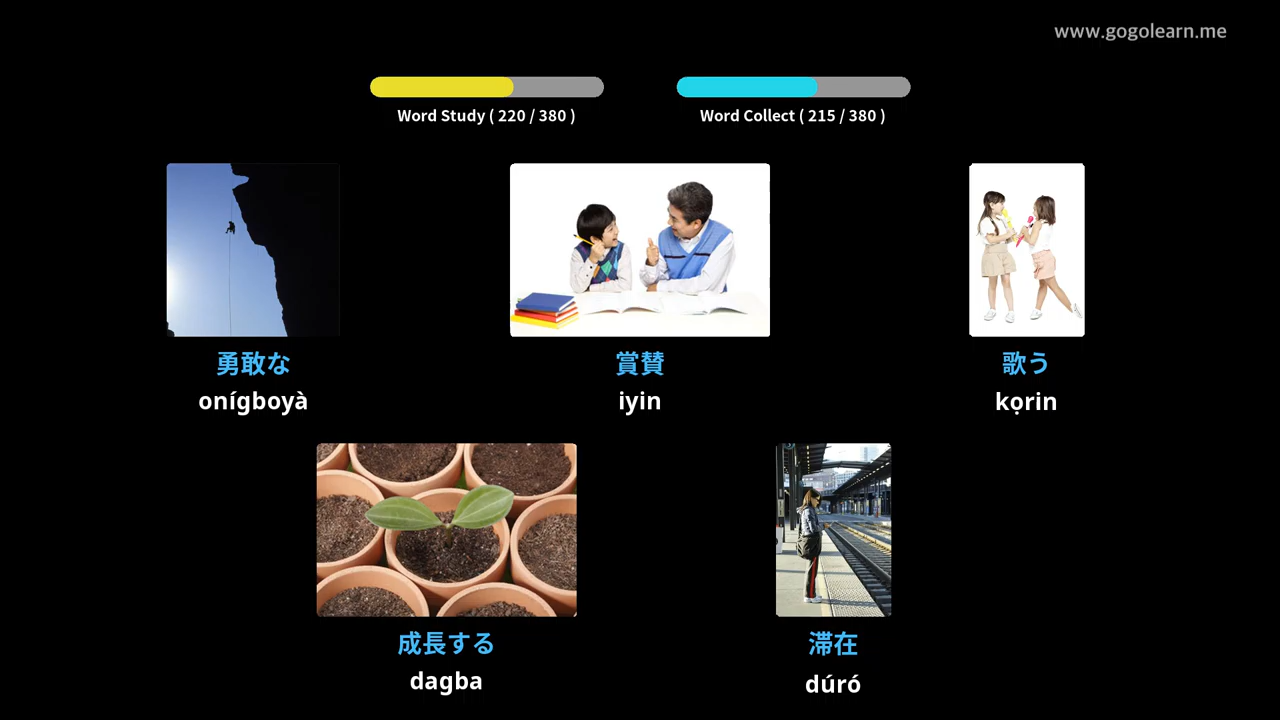 www.gogolearn.me
Word Study ( 220 / 380 )
Word Collect ( 215 / 380 )
勇敢な
onígboyà
賞賛
iyin
歌う
kọrin
成長する
dagba
滞在
dúró